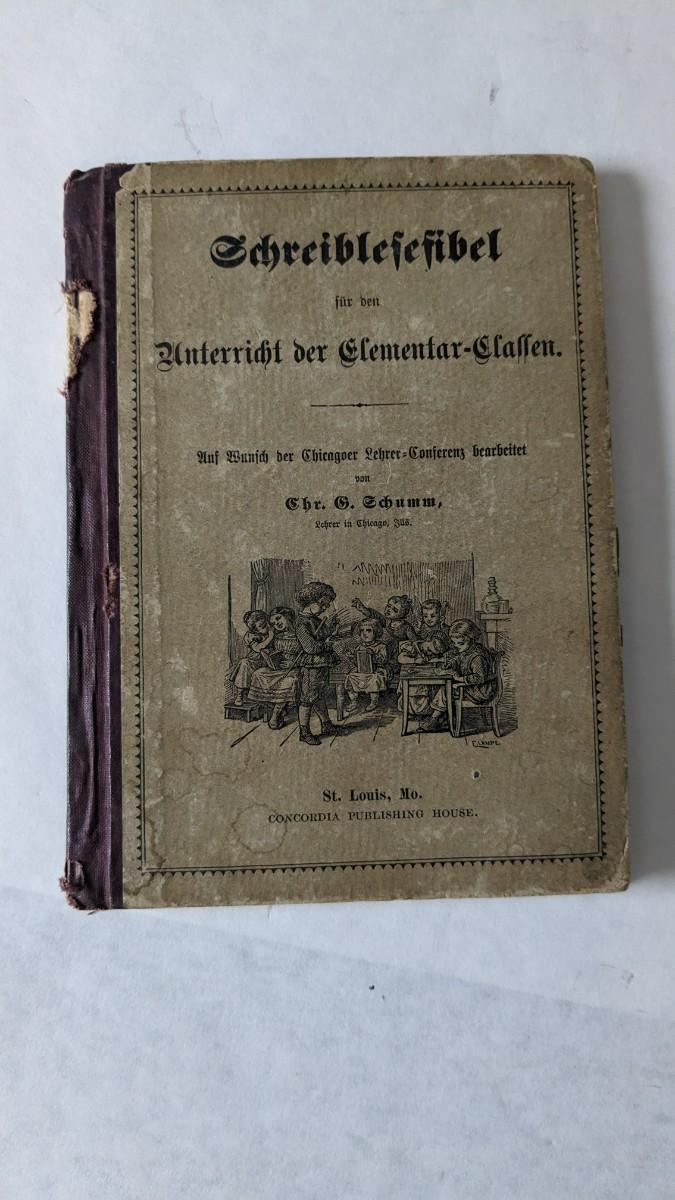 Schreiblesefibel
für den
Unterricht der Elementar-Classen.
Auf Wunsch der Chicagoer Lehrer-Conferenz bearbeitet
von
Chr. G. Schumm,
Lehrer in Chicago, Ills.
St. Louis, Mo.
CONCORDIA PUBLISHING HOUSE.